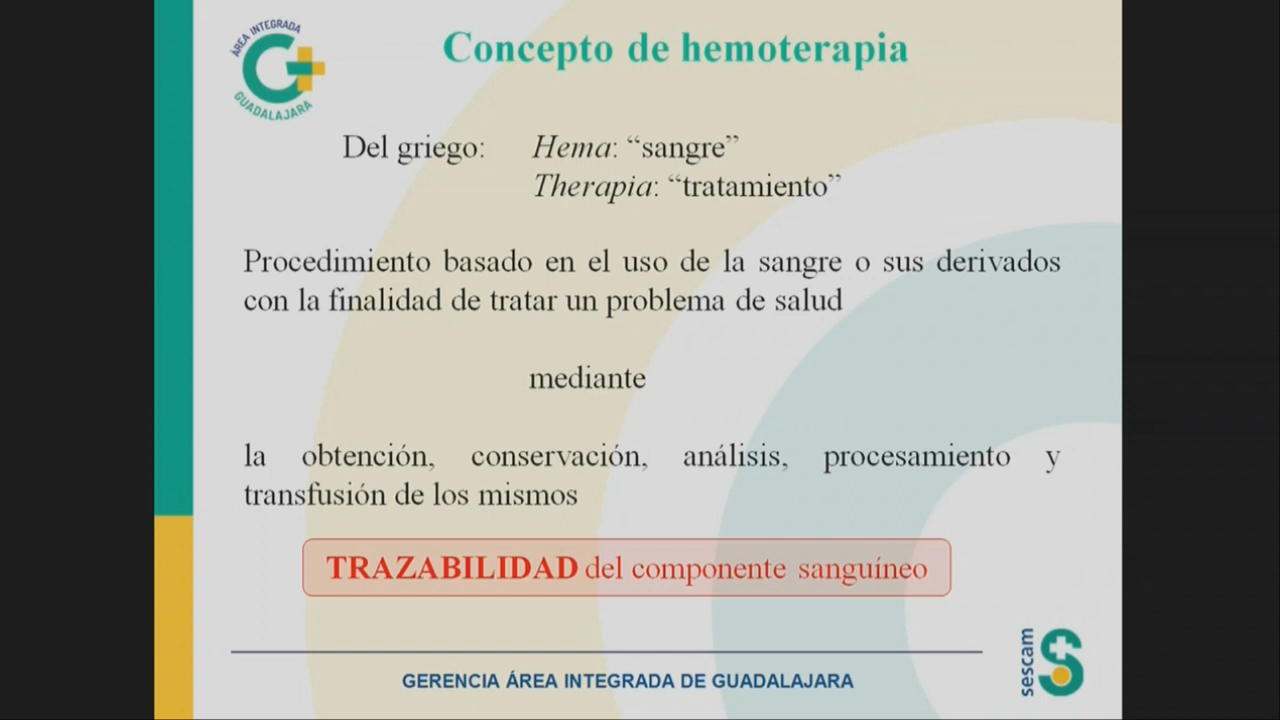 ÁREA INTEGRADA
GUADALAJARA
Concepto de hemoterapia
Del griego: Hema: “sangre”
Therapia: “tratamiento”
Procedimiento basado en el uso de la sangre o sus derivados
con la finalidad de tratar un problema de salud
mediante
la obtención, conservación, análisis, procesamiento y
transfusión de los mismos
TRAZABILIDAD del componente sanguíneo
GERENCIA ÁREA INTEGRADA DE GUADALAJARA
sescam